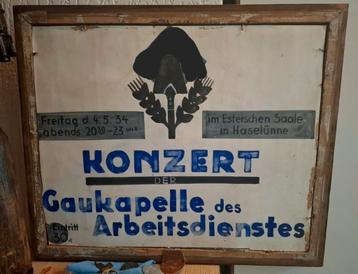 Freitag d. 4.5.34
abends 20⁰⁰-23 uhr
im Esterschen Saale
in Haselünne
KONZERT
DER
Gaukapelle des
Arbeitsdienstes
Eintritt
30